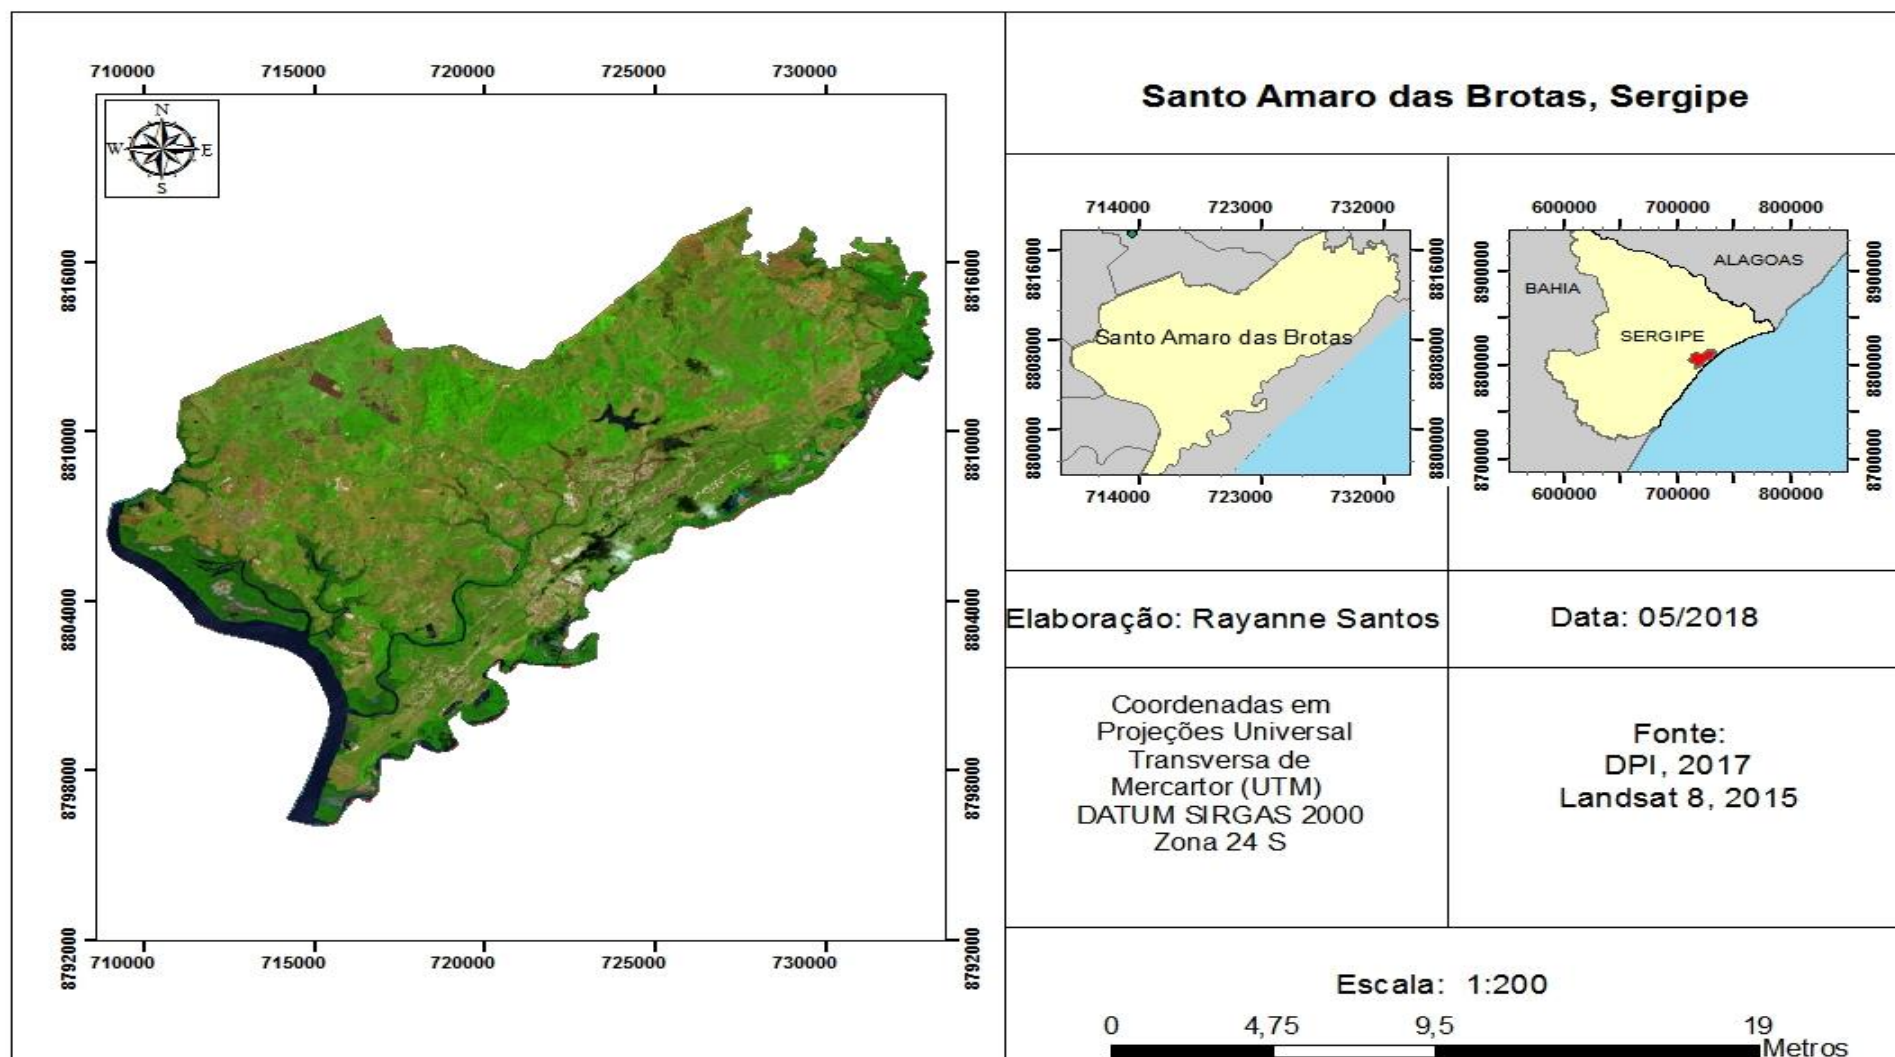 710000 715000 720000 725000 730000
N
W E
S
8816000 8816000
8810000 8810000
8804000 8804000
8798000 8798000
8792000 8792000
710000 715000 720000 725000 730000
Santo Amaro das Brotas, Sergipe
714000 723000 732000
8816000 8816000
Santo Amaro das Brotas
8808000 8808000
8800000 8800000
714000 723000 732000
600000 700000 800000
8900000 8900000
ALAGOAS
BAHIA
SERGIPE
8800000 8800000
8700000 8700000
600000 700000 800000
Elaboração: Rayanne Santos
Data: 05/2018
Coordenadas em
Projeções Universal
Transversa de
Mercartor (UTM)
DATUM SIRGAS 2000
Zona 24 S
Fonte:
DPI, 2017
Landsat 8, 2015
Escala: 1:200
0 4,75 9,5 19
Metros